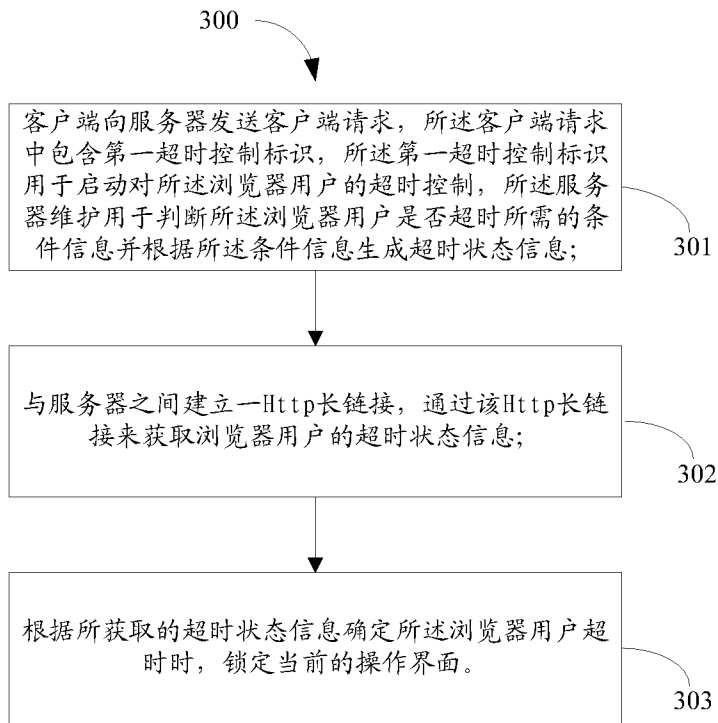 300
客户端向服务器发送客户端请求，所述客户端请求
中包含第一超时控制标识，所述第一超时控制标识
用于启动对所述浏览器用户的超时控制，所述服务
器维护用于判断所述浏览器用户是否超时所需的条
件信息并根据所述条件信息生成超时状态信息；
301
与服务器之间建立一Http长链接，通过该Http长链
接来获取浏览器用户的超时状态信息；
302
根据所获取的超时状态信息确定所述浏览器用户超
时时，锁定当前的操作界面。
303